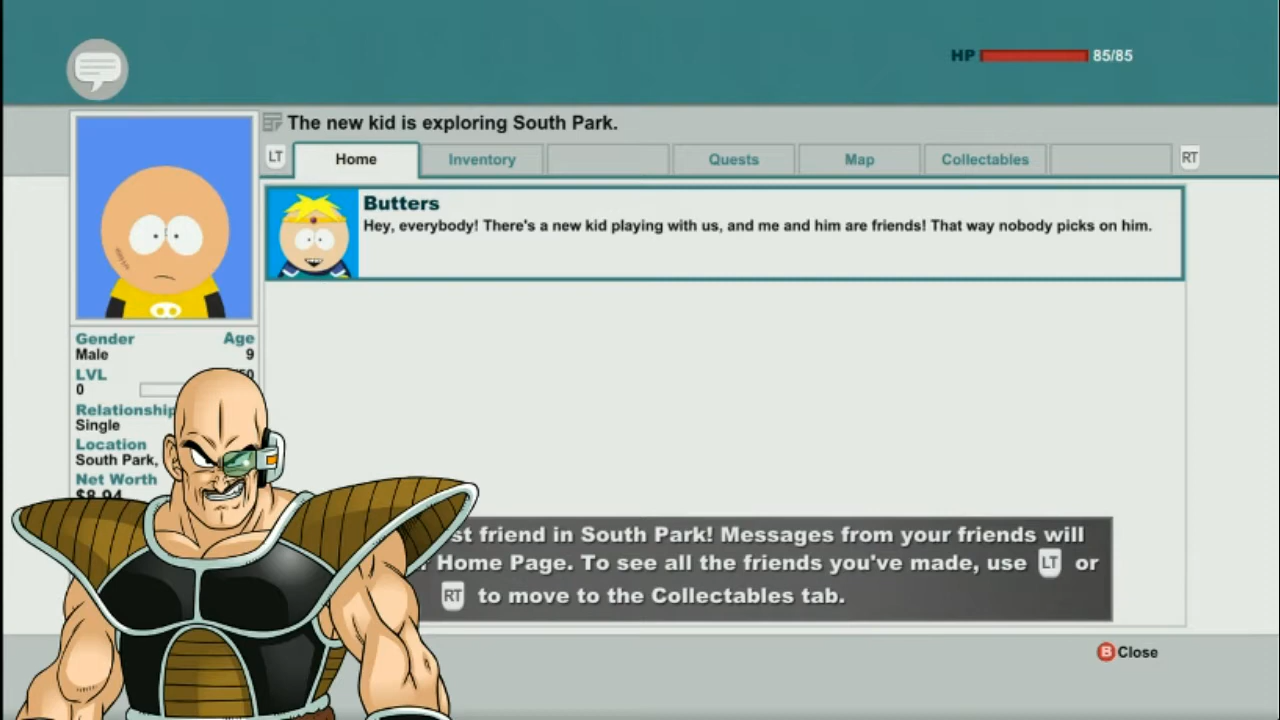 HP 85/85
The new kid is exploring South Park.
LT Home Inventory Quests Map Collectables RT
Butters
Hey, everybody! There's a new kid playing with us, and me and him are friends! That way nobody picks on him.
Gender Age
Male 9
LVL
0
Relationship
Single
Location
South Park,
Net Worth
$8.94
friend in South Park! Messages from your friends will
Home Page. To see all the friends you've made, use LT or
RT to move to the Collectables tab.
B Close